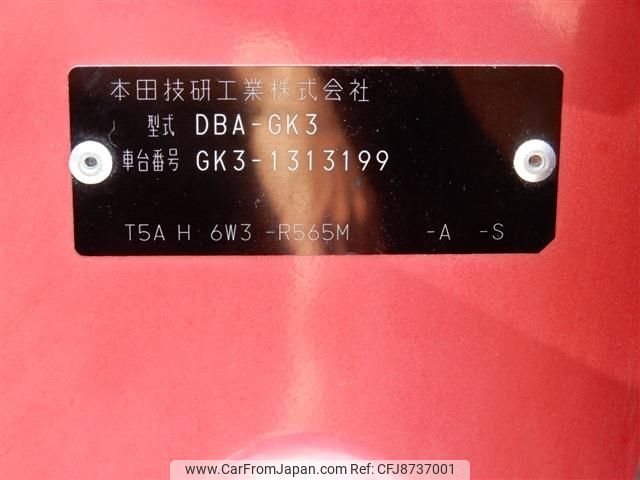 本田技研工業株式会社
型式 DBA-GK3
車台番号 GK3-1313199
T5A H 6W3 -R565M -A -S
www.CarFromJapan.com - CFJ8737001